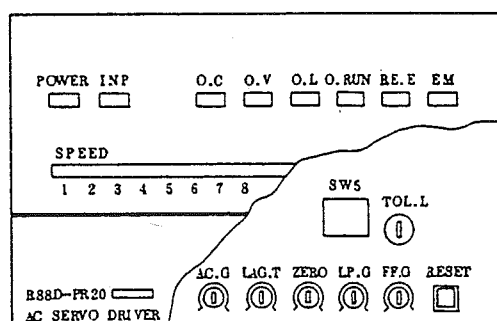 POWER INP O.C O.V O.L O.RUN RE.E EM
SPEED
1 2 3 4 5 6 7 8
SW5
TOL.L
AC.G LAG.T ZERO LP.G FF.G RESET
R88D-PR20
AC SERVO DRIVER